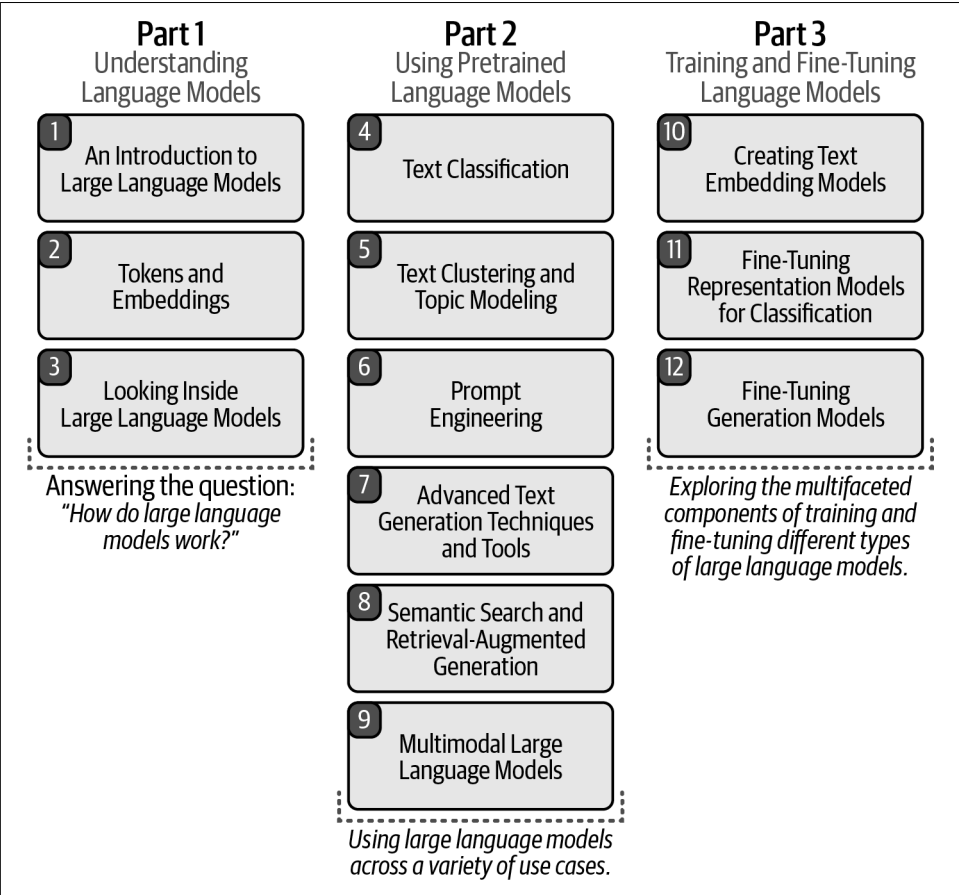 Part 1
Understanding
Language Models
1
An Introduction to
Large Language Models
2
Tokens and
Embeddings
3
Looking Inside
Large Language Models
Answering the question:
“How do large language
models work?”
Part 2
Using Pretrained
Language Models
4
Text Classification
5
Text Clustering and
Topic Modeling
6
Prompt
Engineering
7
Advanced Text
Generation Techniques
and Tools
8
Semantic Search and
Retrieval-Augmented
Generation
9
Multimodal Large
Language Models
Using large language models
across a variety of use cases.
Part 3
Training and Fine-Tuning
Language Models
10
Creating Text
Embedding Models
11
Fine-Tuning
Representation Models
for Classification
12
Fine-Tuning
Generation Models
Exploring the multifaceted
components of training and
fine-tuning different types
of large language models.